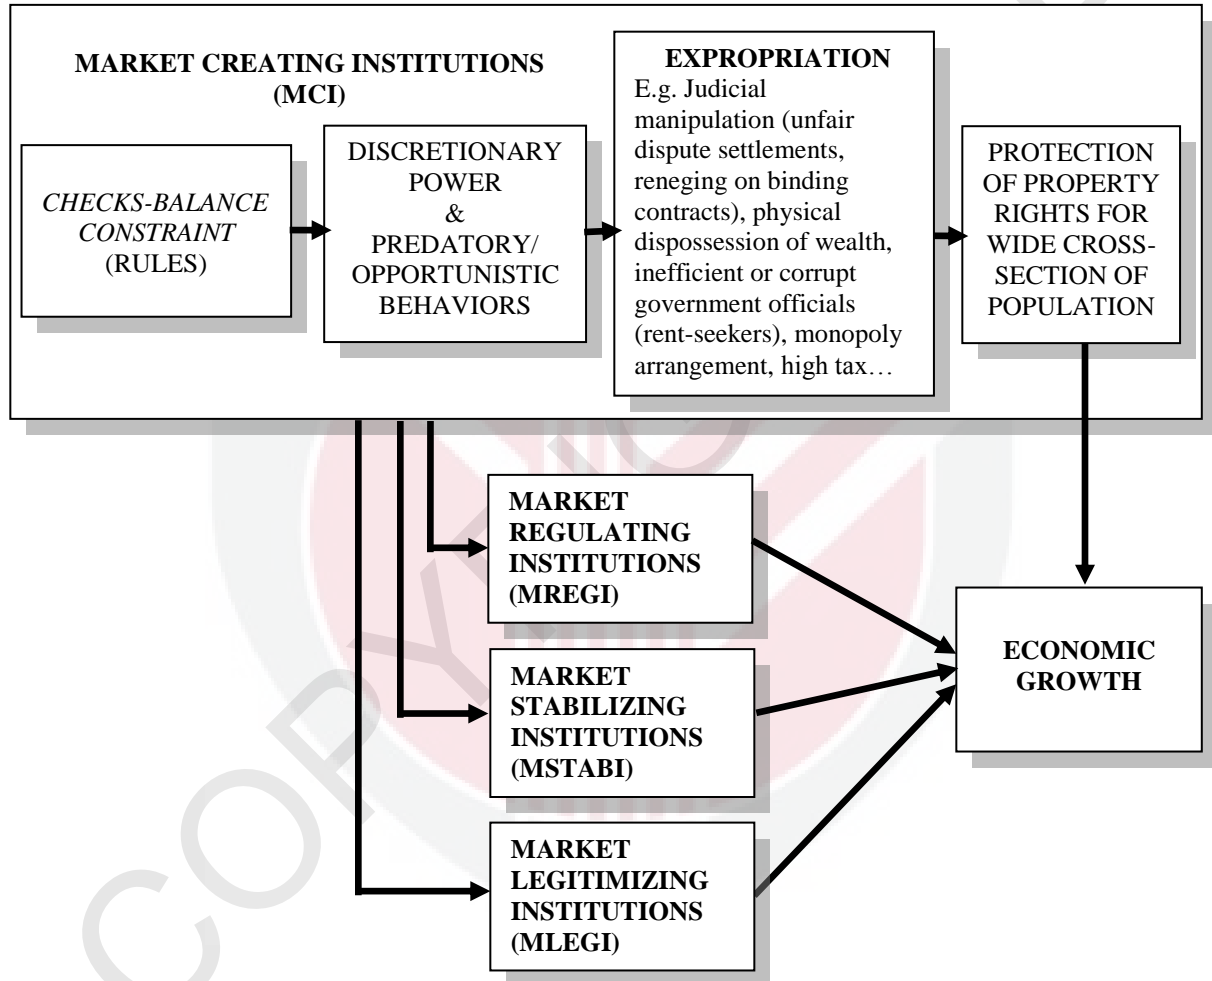 MARKET CREATING INSTITUTIONS
(MCI)
CHECKS-BALANCE
CONSTRAINT
(RULES)
DISCRETIONARY
POWER
&
PREDATORY/
OPPORTUNISTIC
BEHAVIORS
EXPROPRIATION
E.g. Judicial
manipulation (unfair
dispute settlements,
reneging on binding
contracts), physical
dispossession of wealth,
inefficient or corrupt
government officials
(rent-seekers), monopoly
arrangement, high tax…
PROTECTION
OF PROPERTY
RIGHTS FOR
WIDE CROSS-
SECTION OF
POPULATION
MARKET
REGULATING
INSTITUTIONS
(MREGI)
MARKET
STABILIZING
INSTITUTIONS
(MSTABI)
MARKET
LEGITIMIZING
INSTITUTIONS
(MLEGI)
ECONOMIC
GROWTH